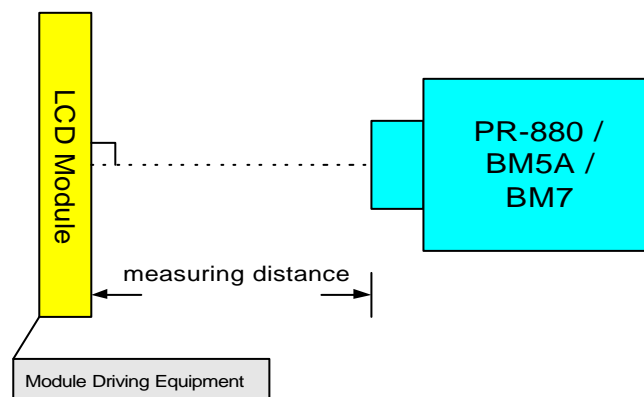 LCD Module
PR-880 /
BM5A /
BM7
measuring distance
Module Driving Equipment